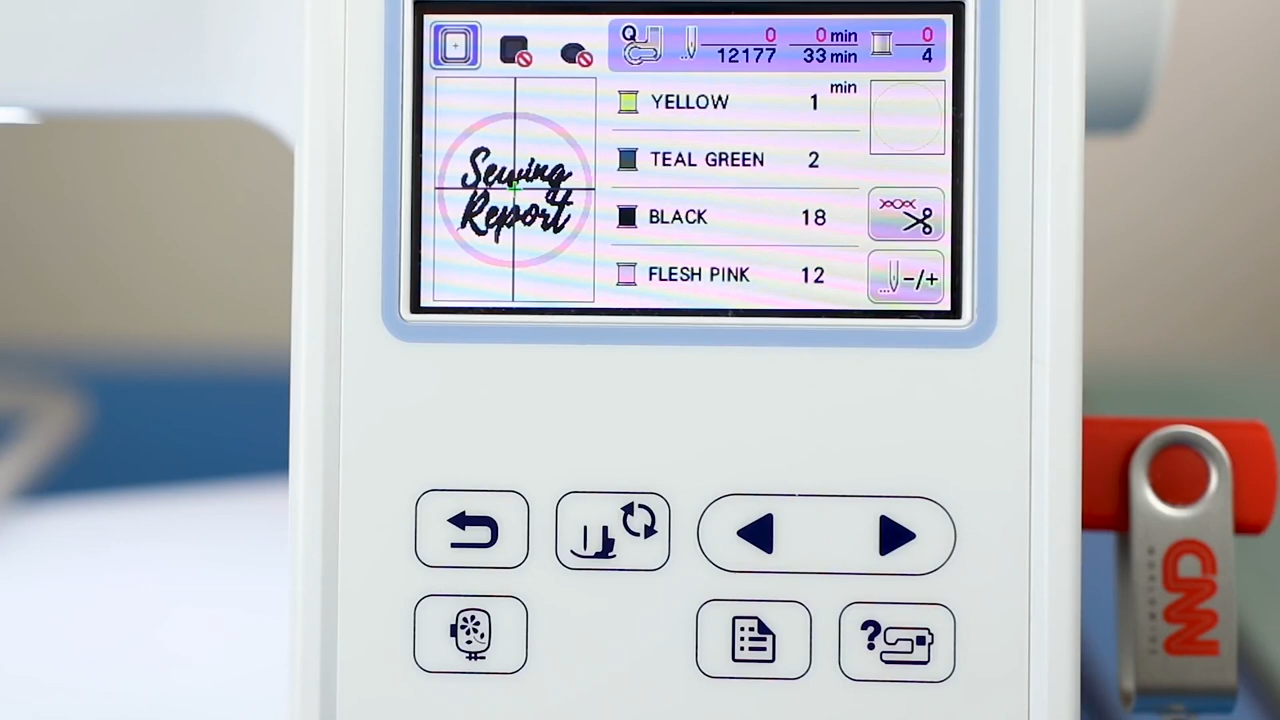 Q 0 0 min 0
12177 33 min 4
min
YELLOW 1
TEAL GREEN 2
BLACK 18
FLESH PINK 12
Sewing
Report
-/+
?
CNN